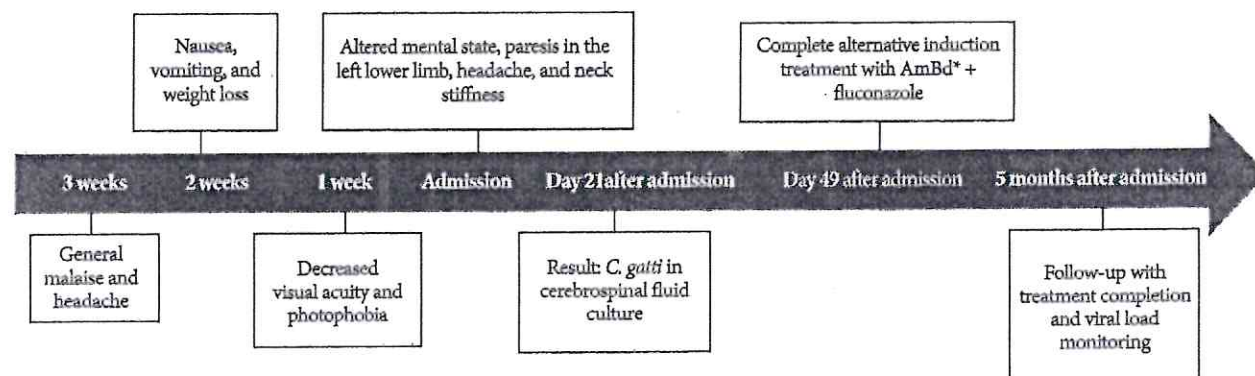 Nausea,
vomiting, and
weight loss
Altered mental state, paresis in the
left lower limb, headache, and neck
stiffness
Complete alternative induction
treatment with AmBd* +
fluconazole
3 weeks
2 weeks
1 week
Admission
Day 21after admission
Day 49 after admission
5 months after admission
General
malaise and
headache
Decreased
visual acuity and
photophobia
Result: C. gatti in
cerebrospinal fluid
culture
Follow-up with
treatment completion
and viral load
monitoring